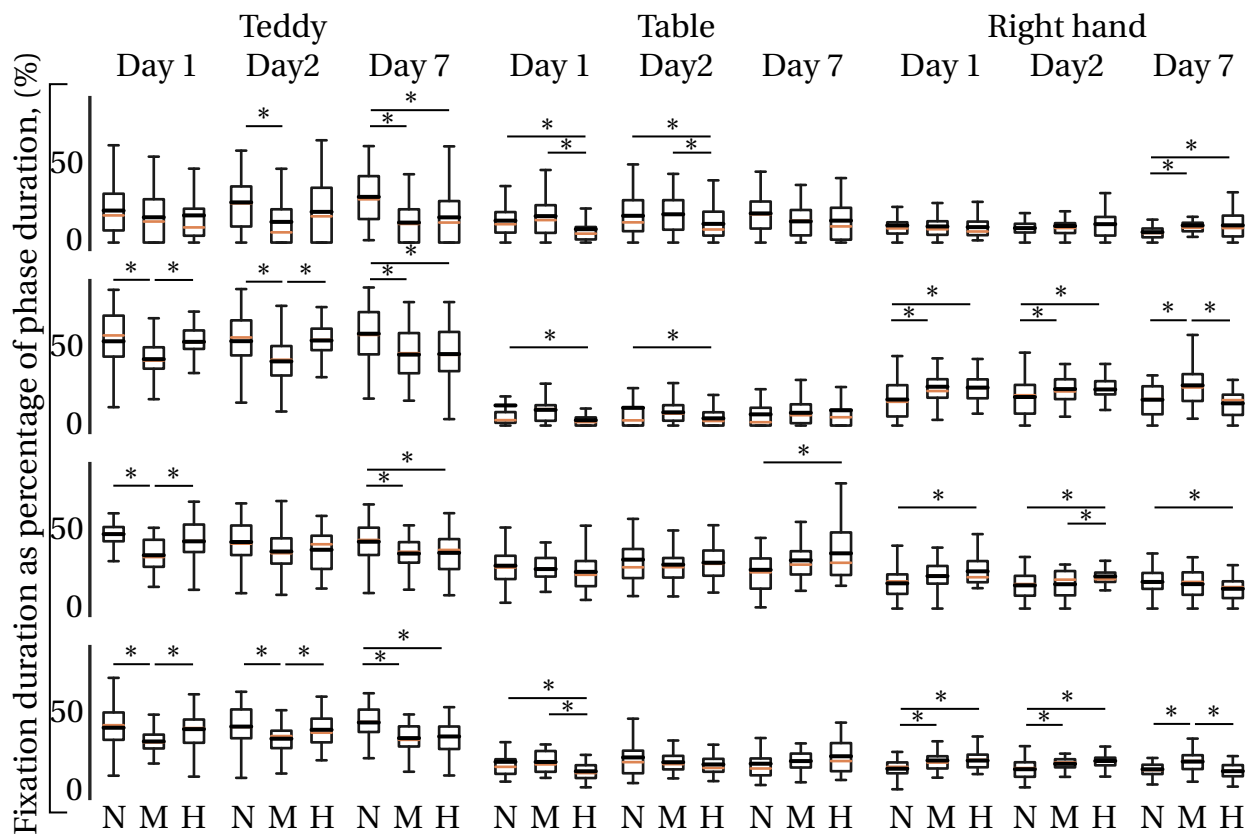 Teddy Table Right hand
Day 1 Day2 Day 7 Day 1 Day2 Day 7 Day 1 Day2 Day 7
Fixation duration as percentage of phase duration, (%)
* * * * * * * * *
50
0
* * * * * * * * * * * * * *
50
0
* * * * * * * * *
50
0
* * * * * * * * * * * * * *
50
0
N M H N M H N M H N M H N M H N M H N M H N M H N M H